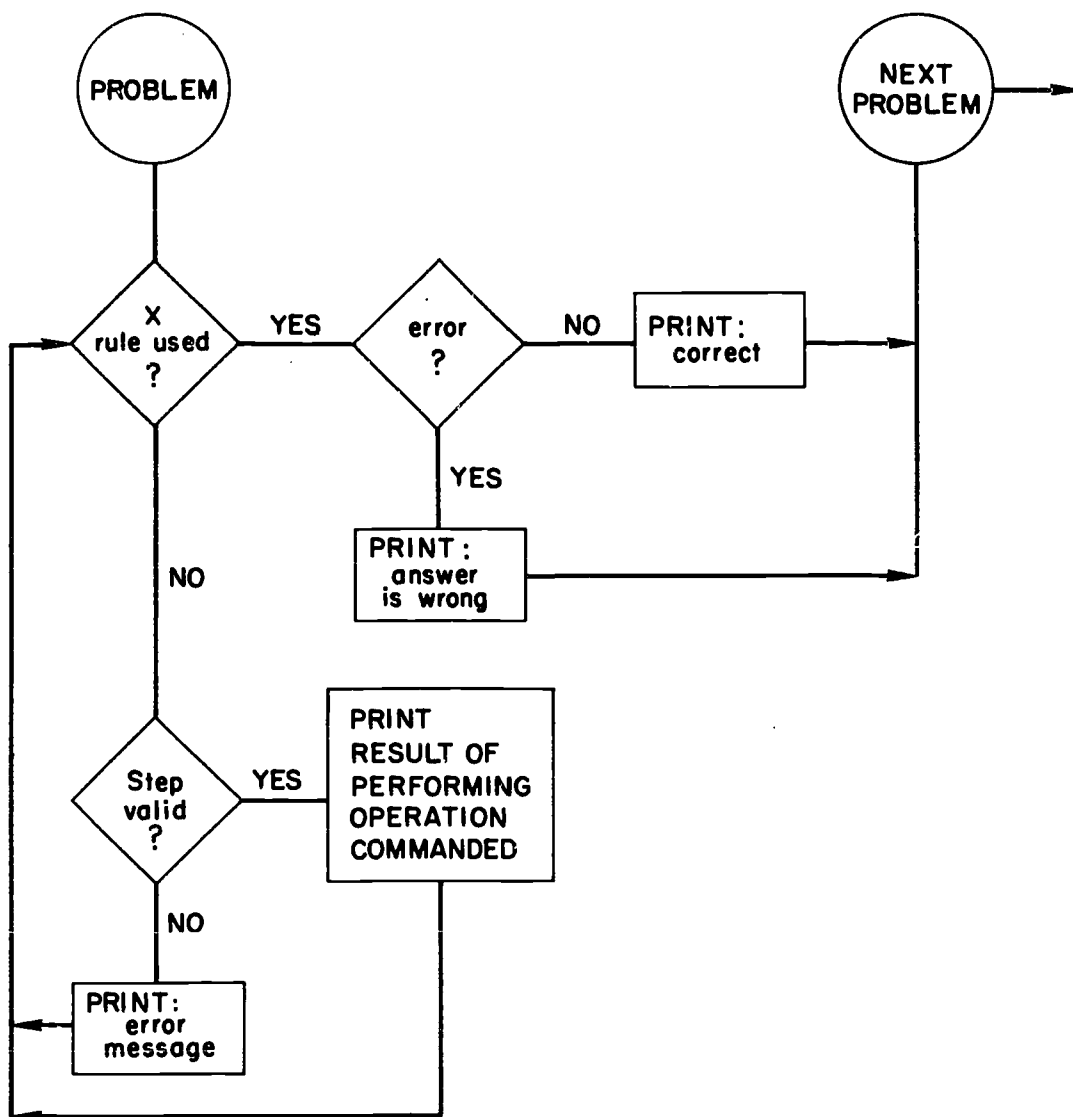 PROBLEM
NEXT
PROBLEM
X
rule used
?
YES
error
?
NO
PRINT:
correct
YES
PRINT:
answer
is wrong
NO
Step
valid
?
YES
PRINT
RESULT OF
PERFORMING
OPERATION
COMMANDED
NO
PRINT:
error
message